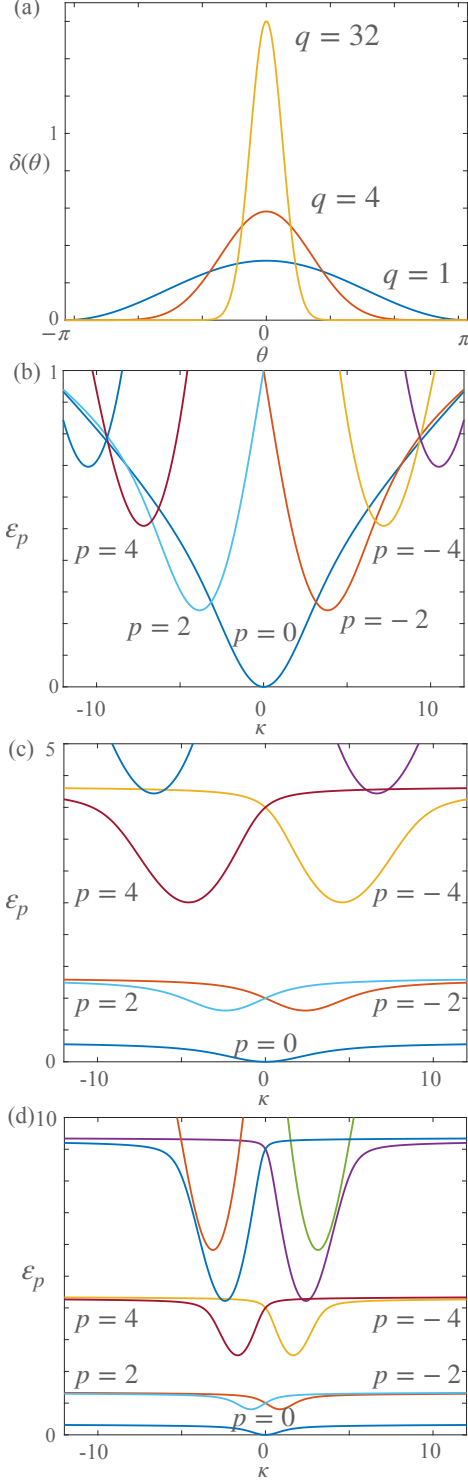 (a)
q = 32
1
δ(θ)
q = 4
q = 1
0
−π
0
π
θ
(b)
1
ε_p
p = 4
p = −4
p = 2
p = 0
p = −2
0
-10
0
10
κ
(c)
5
ε_p
p = 4
p = −4
p = 2
p = −2
p = 0
0
-10
0
10
κ
(d)
10
ε_p
p = 4
p = −4
p = 2
p = −2
p = 0
0
-10
0
10
κ